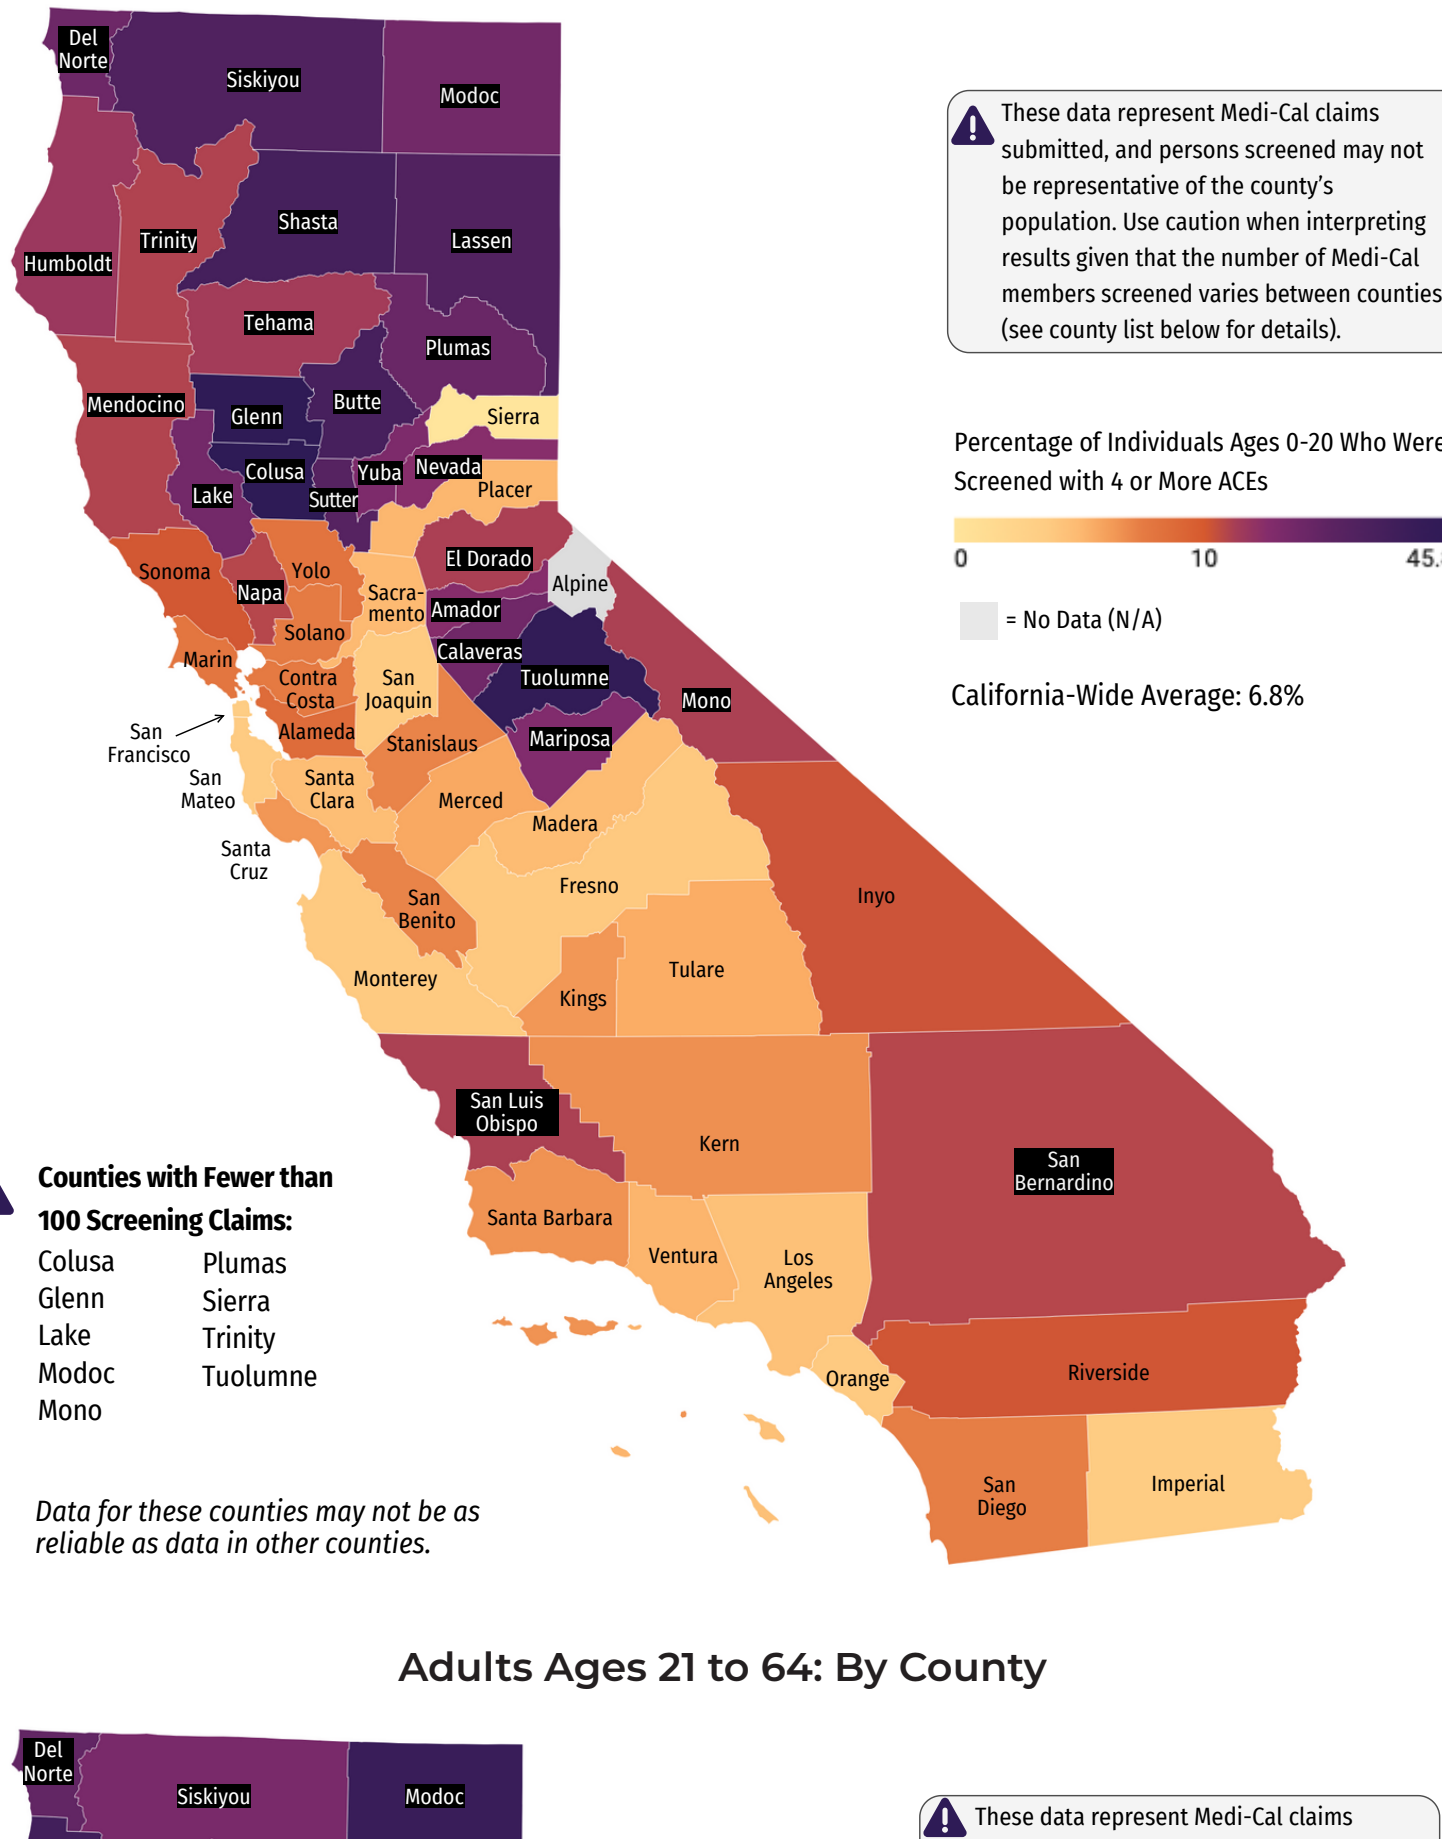 Del
Norte
Siskiyou
Modoc
Humboldt
Trinity
Shasta
Lassen
Tehama
Plumas
Mendocino
Glenn
Butte
Sierra
Colusa
Lake
Sutter
Yuba
Nevada
Placer
Sonoma
Napa
Yolo
Sacra-
mento
El Dorado
Alpine
Amador
Solano
Calaveras
Marin
Contra
Costa
San
Joaquin
Tuolumne
Mono
Alameda
Stanislaus
Mariposa
San
Francisco
San
Mateo
Santa
Clara
Merced
Madera
Santa
Cruz
San
Benito
Fresno
Inyo
Monterey
Kings
Tulare
San Luis
Obispo
Kern
San
Bernardino
Santa Barbara
Ventura
Los
Angeles
Orange
Riverside
San
Diego
Imperial
These data represent Medi-Cal claims
submitted, and persons screened may not
be representative of the county’s
population. Use caution when interpreting
results given that the number of Medi-Cal
members screened varies between counties
(see county list below for details).
Percentage of Individuals Ages 0-20 Who Were
Screened with 4 or More ACEs
0 10 45.
= No Data (N/A)
California-Wide Average: 6.8%
Counties with Fewer than
100 Screening Claims:
Colusa
Glenn
Lake
Modoc
Mono
Plumas
Sierra
Trinity
Tuolumne
Data for these counties may not be as
reliable as data in other counties.
Adults Ages 21 to 64: By County
Del
Norte
Siskiyou
Modoc
These data represent Medi-Cal claims